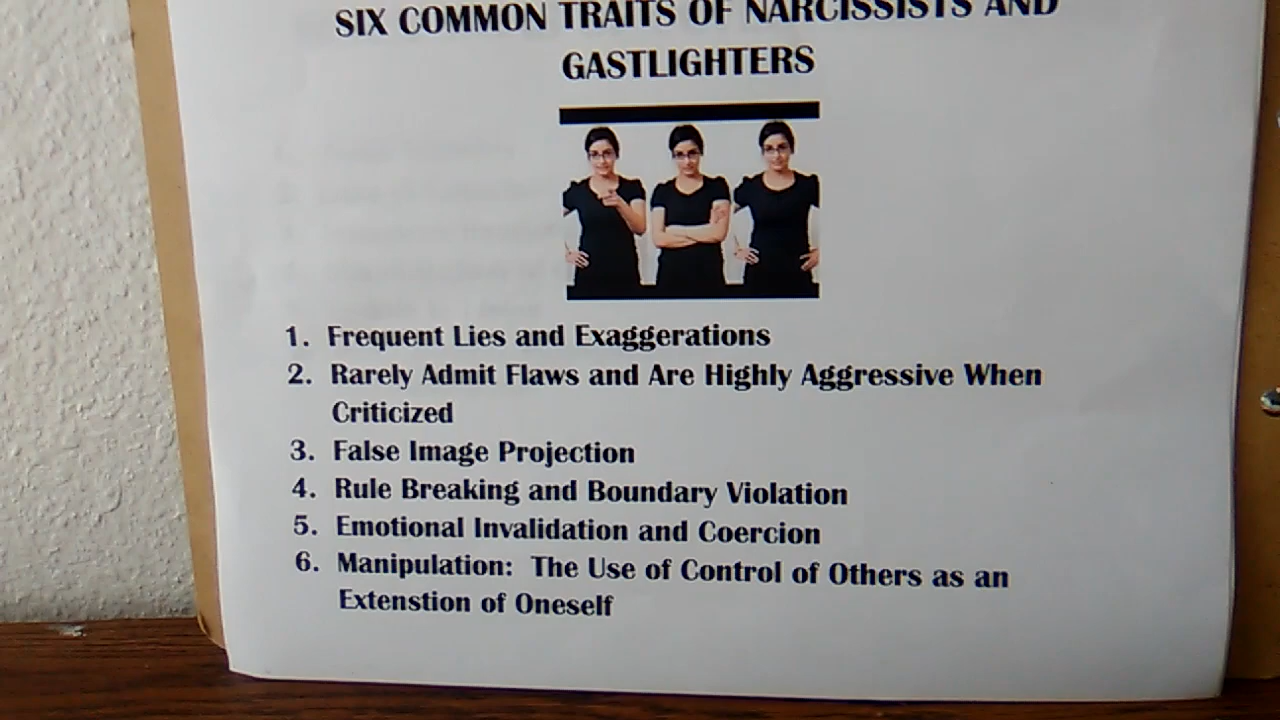 SIX COMMON TRAITS OF NARCISSISTS AND
GASTLIGHTERS
1. Frequent Lies and Exaggerations
2. Rarely Admit Flaws and Are Highly Aggressive When
Criticized
3. False Image Projection
4. Rule Breaking and Boundary Violation
5. Emotional Invalidation and Coercion
6. Manipulation: The Use of Control of Others as an
Extenstion of Oneself